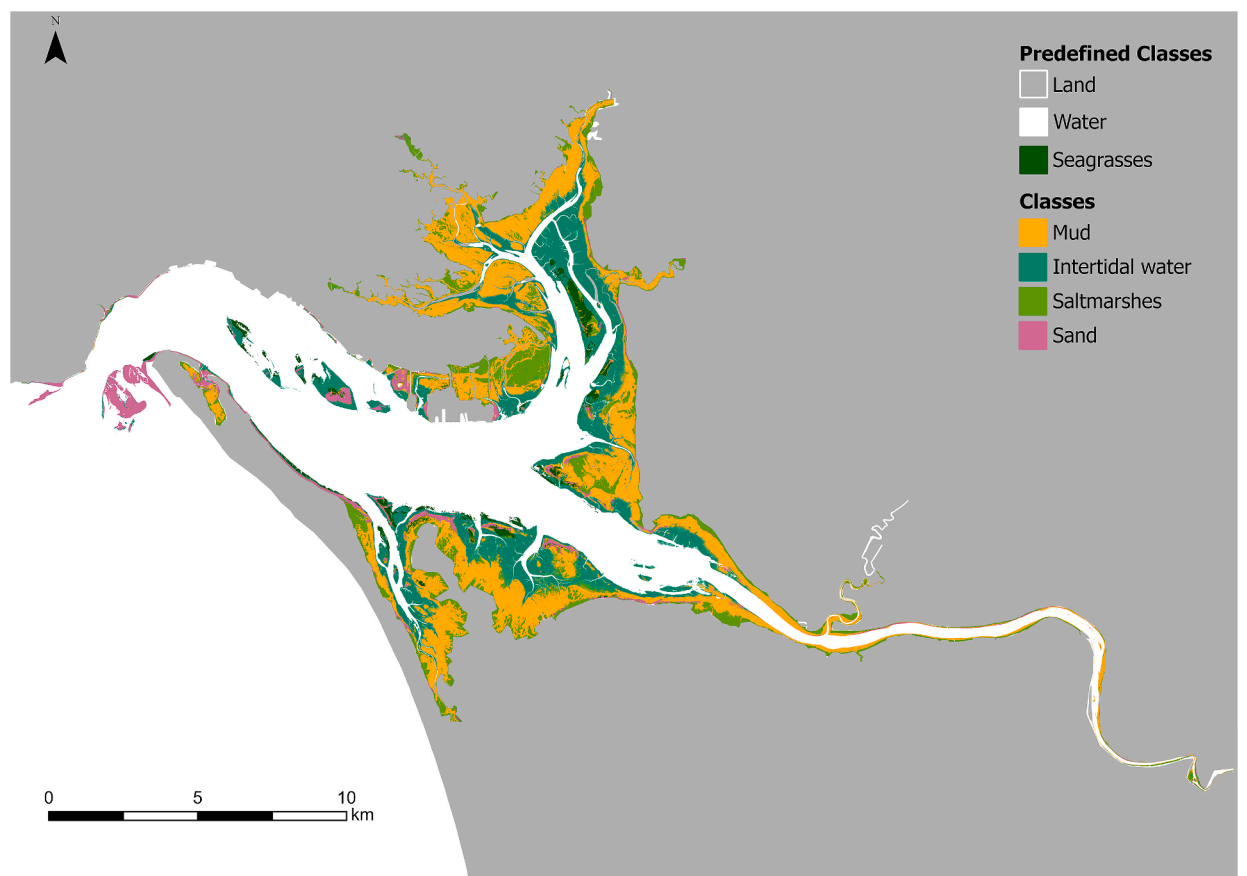 N
Predefined Classes
Land
Water
Seagrasses
Classes
Mud
Intertidal water
Saltmarshes
Sand
0 5 10
km